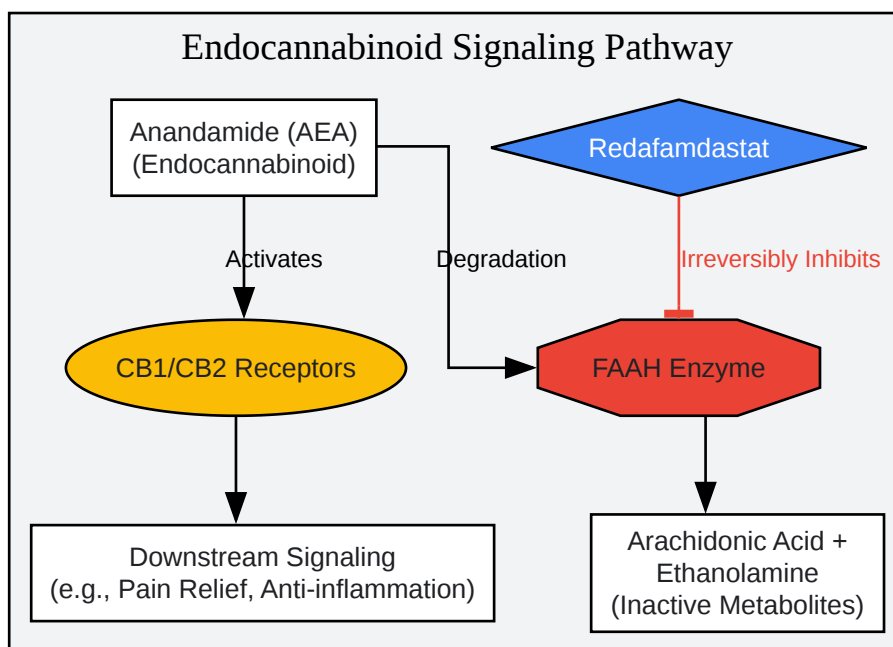 Endocannabinoid Signaling Pathway
Anandamide (AEA)
(Endocannabinoid)
Redafamdastat
Activates
Degradation
Irreversibly Inhibits
CB1/CB2 Receptors
FAAH Enzyme
Downstream Signaling
(e.g., Pain Relief, Anti-inflammation)
Arachidonic Acid +
Ethanolamine
(Inactive Metabolites)